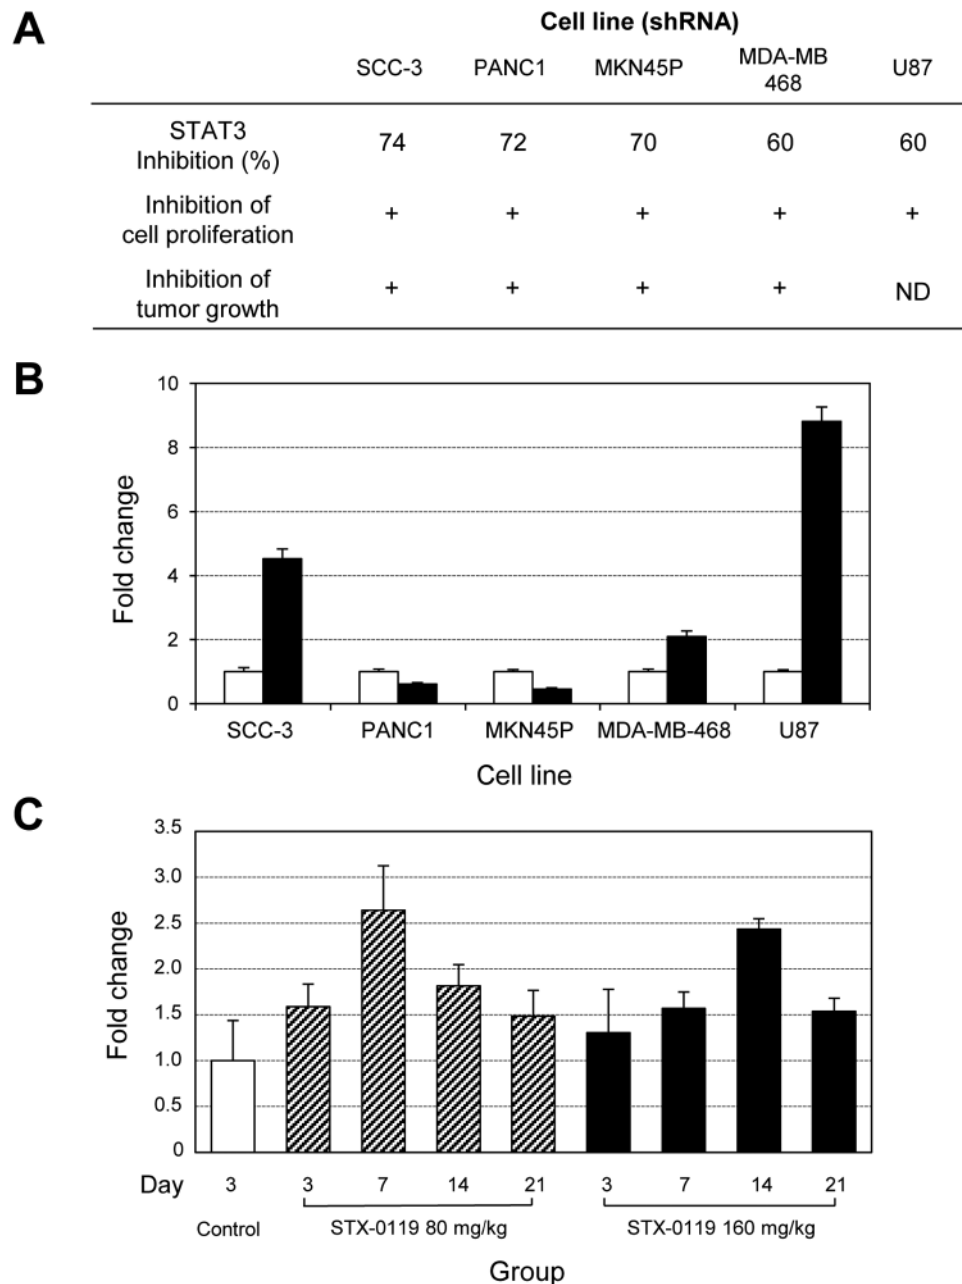 A
Cell line (shRNA)
SCC-3 PANC1 MKN45P MDA-MB 468 U87
STAT3 Inhibition (%) 74 72 70 60 60
Inhibition of cell proliferation + + + + +
Inhibition of tumor growth + + + + ND
B
10
8
6
4
2
0
Fold change
SCC-3 PANC1 MKN45P MDA-MB-468 U87
Cell line
C
3.5
3.0
2.5
2.0
1.5
1.0
0.5
0
Fold change
Day 3 3 7 14 21 3 7 14 21
Control STX-0119 80 mg/kg STX-0119 160 mg/kg
Group